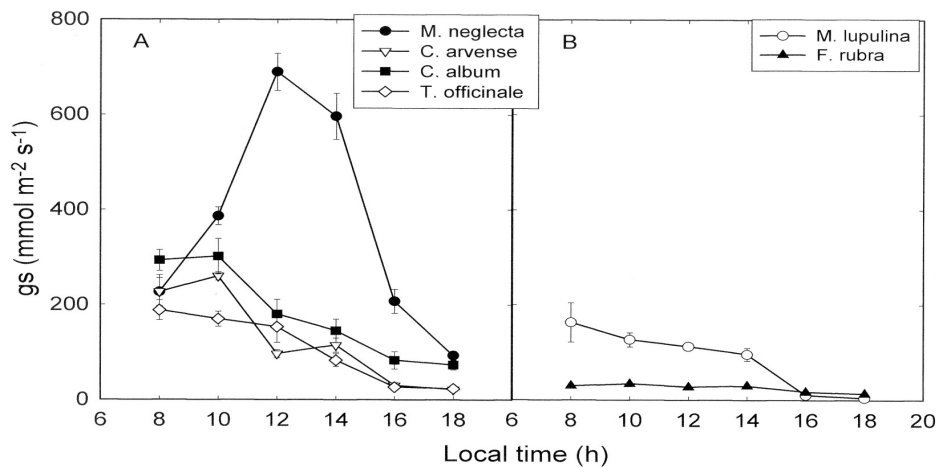 A
M. neglecta
C. arvense
C. album
T. officinale
B
M. lupulina
F. rubra
800
600
400
200
0
gs (mmol m⁻² s⁻¹)
6 8 10 12 14 16 18 6 8 10 12 14 16 18 20
Local time (h)